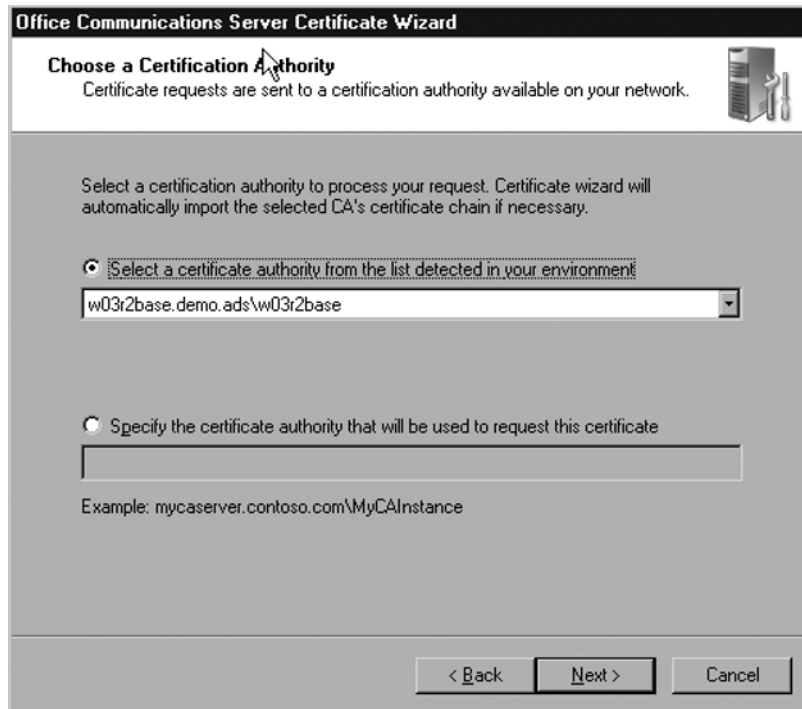 Office Communications Server Certificate Wizard
Choose a Certification Authority
Certificate requests are sent to a certification authority available on your network.
Select a certification authority to process your request. Certificate wizard will
automatically import the selected CA's certificate chain if necessary.
Select a certificate authority from the list detected in your environment
w03r2base.demo.ads\w03r2base
Specify the certificate authority that will be used to request this certificate
Example: mycaserver.contoso.com\MyCAInstance
< Back
Next >
Cancel